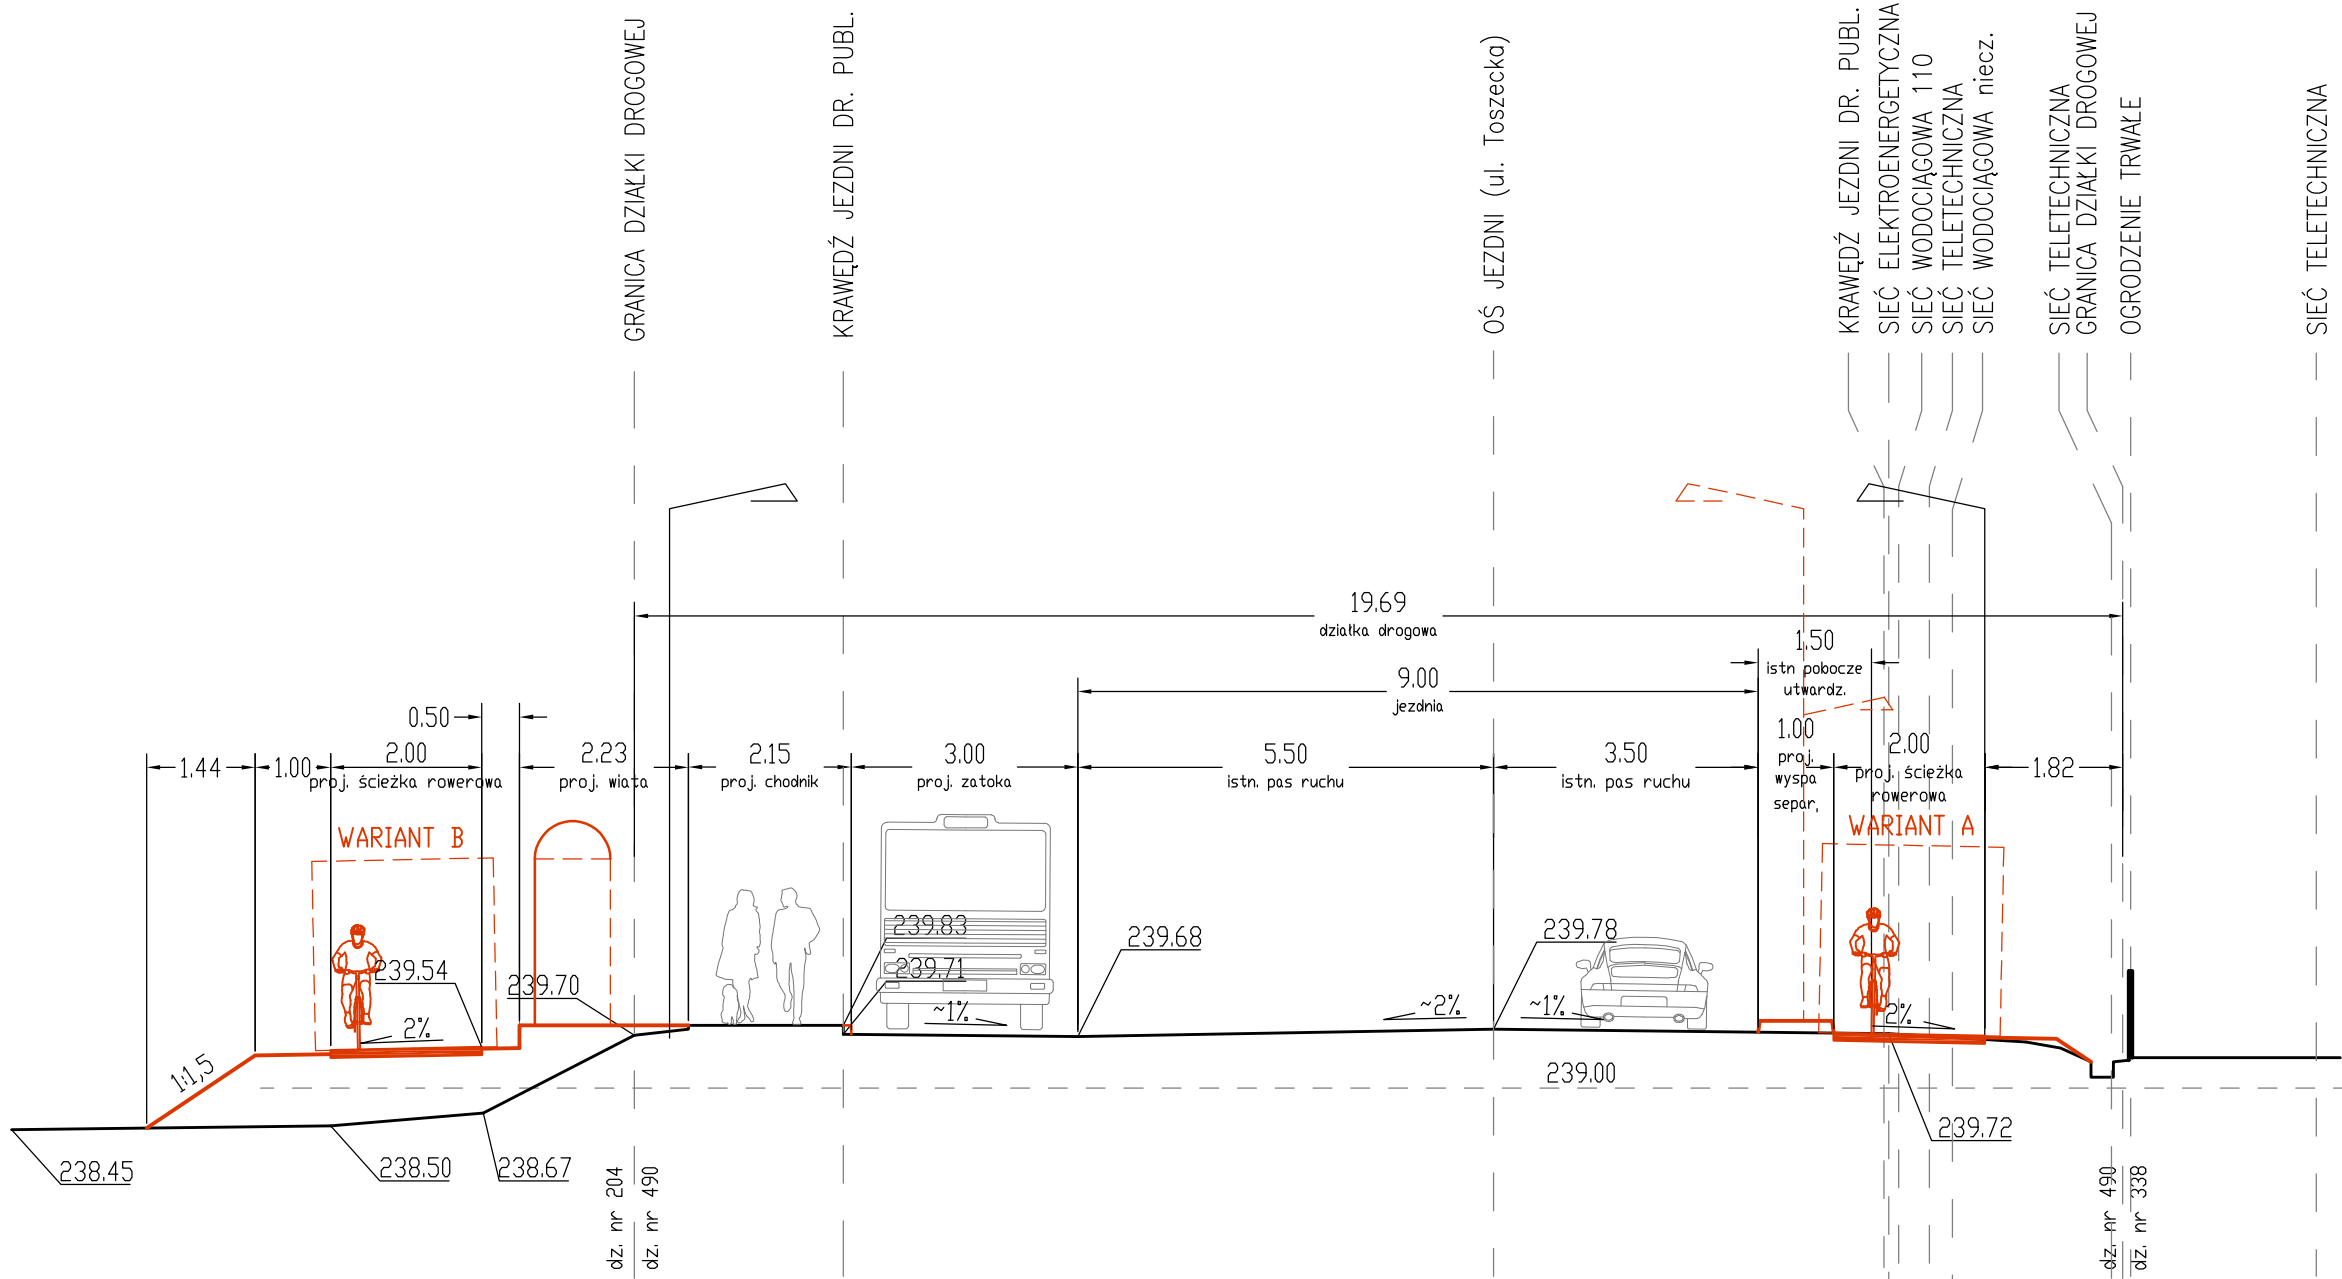 GRANICA DZIAŁKI DROGOWEJ
KRAWĘDŹ JEZDNI DR. PUBL.
OŚ JEZDNI (ul. Toszecka)
KRAWĘDŹ JEZDNI DR. PUBL.
SIEĆ ELEKTROENERGETYCZNA
SIEĆ WODOCIĄGOWA 110
SIEĆ TELETECHNICZNA
SIEĆ WODOCIĄGOWA niecz.
SIEĆ TELETECHNICZNA
GRANICA DZIAŁKI DROGOWEJ
OGRODZENIE TRWAŁE
SIEĆ TELETECHNICZNA
19.69
działka drogowa
1.50
istn pobocze
utwardz.
9.00
jezdnia
0.50
1.44
1.00
2.00
proj. ścieżka rowerowa
2.23
proj. wiata
2.15
proj. chodnik
3.00
proj. zatoka
5.50
istn. pas ruchu
3.50
istn. pas ruchu
1.00
proj.
wyspa
separ.
2.00
proj. ścieżka
rowerowa
1.82
WARIANT B
WARIANT A
239.83
239.71
239.68
239.78
239.54
239.70
2%
~1%
~2%
~1%
2%
1:1,5
239.00
239.72
238.45
238.50
238.67
dz. nr 204
dz. nr 490
dz. nr 490
dz. nr 338